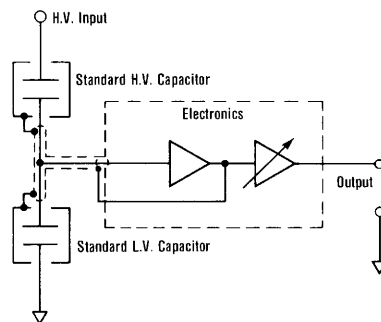 H.V. Input
Standard H.V. Capacitor
Electronics
Output
Standard L.V. Capacitor